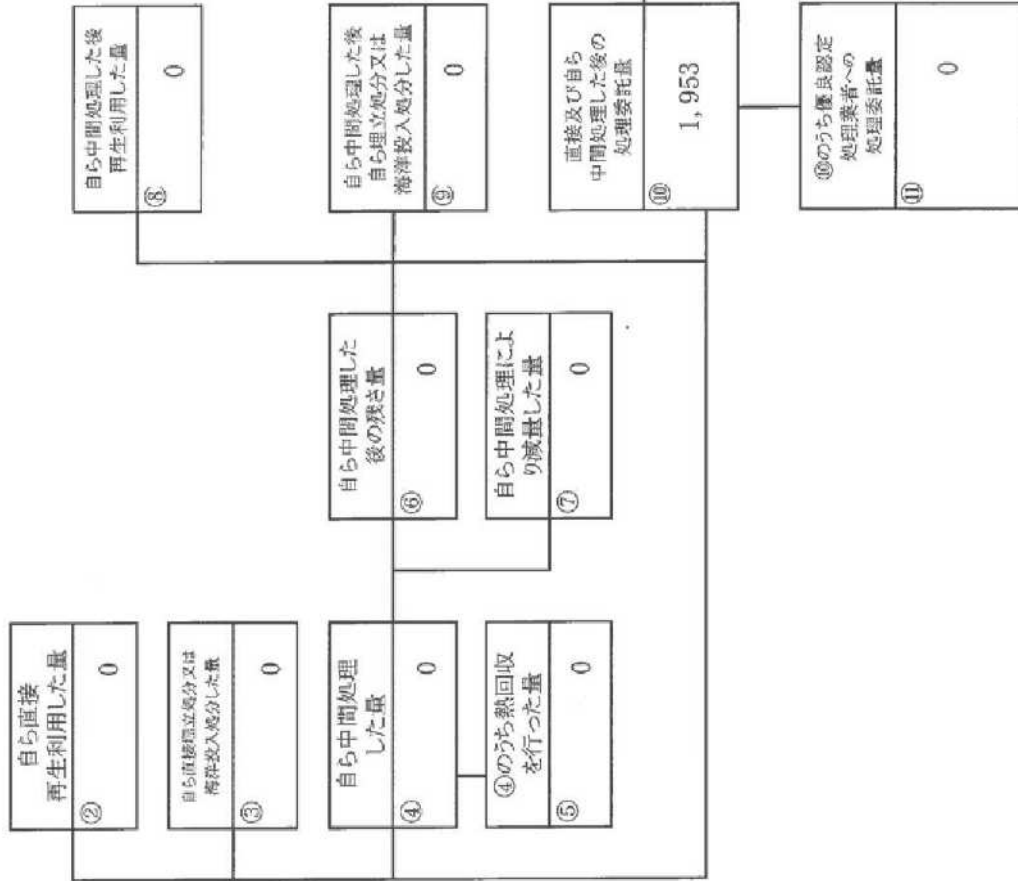 自ら直接
再生利用した量
②
0
自ら直接埋立処分又は
海洋投入処分した量
③
0
自ら中間処理
した量
④
0
④のうち熱回収
を行った量
⑤
0
自ら中間処理した
後の残さ量
⑥
0
自ら中間処理によ
り減量した量
⑦
0
自ら中間処理した後
再生利用した量
⑧
0
自ら中間処理した後
自ら埋立処分又は
海洋投入処分した量
⑨
0
直接及び自ら
中間処理した後の
処理委託量
⑩
1,953
⑩のうち優良認定
処理業者への
処理委託量
⑪
0